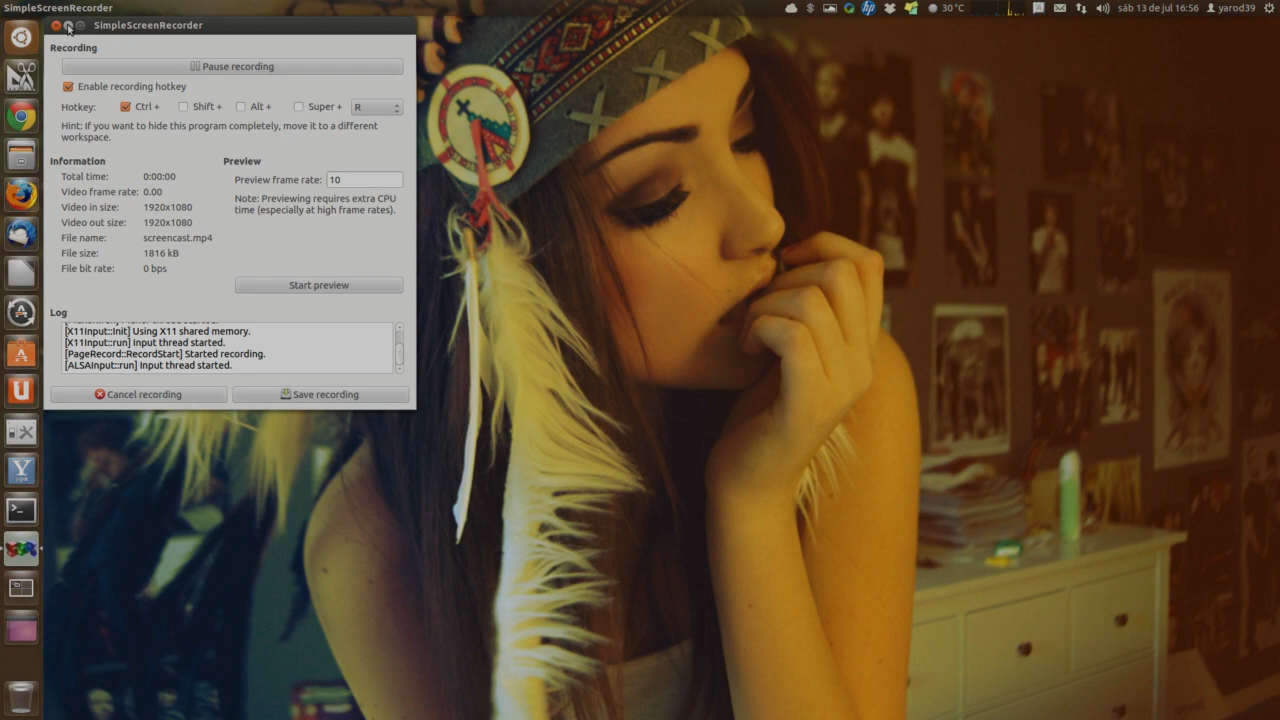 SimpleScreenRecorder
30 °C
sáb 13 de jul 16:56
yarod39
SimpleScreenRecorder
Recording
Pause recording
Enable recording hotkey
Hotkey: Ctrl + Shift + Alt + Super + R
Hint: If you want to hide this program completely, move it to a different
workspace.
Information
Total time: 0:00:00
Video frame rate: 0.00
Video in size: 1920x1080
Video out size: 1920x1080
File name: screencast.mp4
File size: 1816 kB
File bit rate: 0 bps
Preview
Preview frame rate: 10
Note: Previewing requires extra CPU
time (especially at high frame rates).
Start preview
Log
[X11Input::Init] Using X11 shared memory.
[X11Input::run] Input thread started.
[PageRecord::RecordStart] Started recording.
[ALSAInput::run] Input thread started.
Cancel recording
Save recording